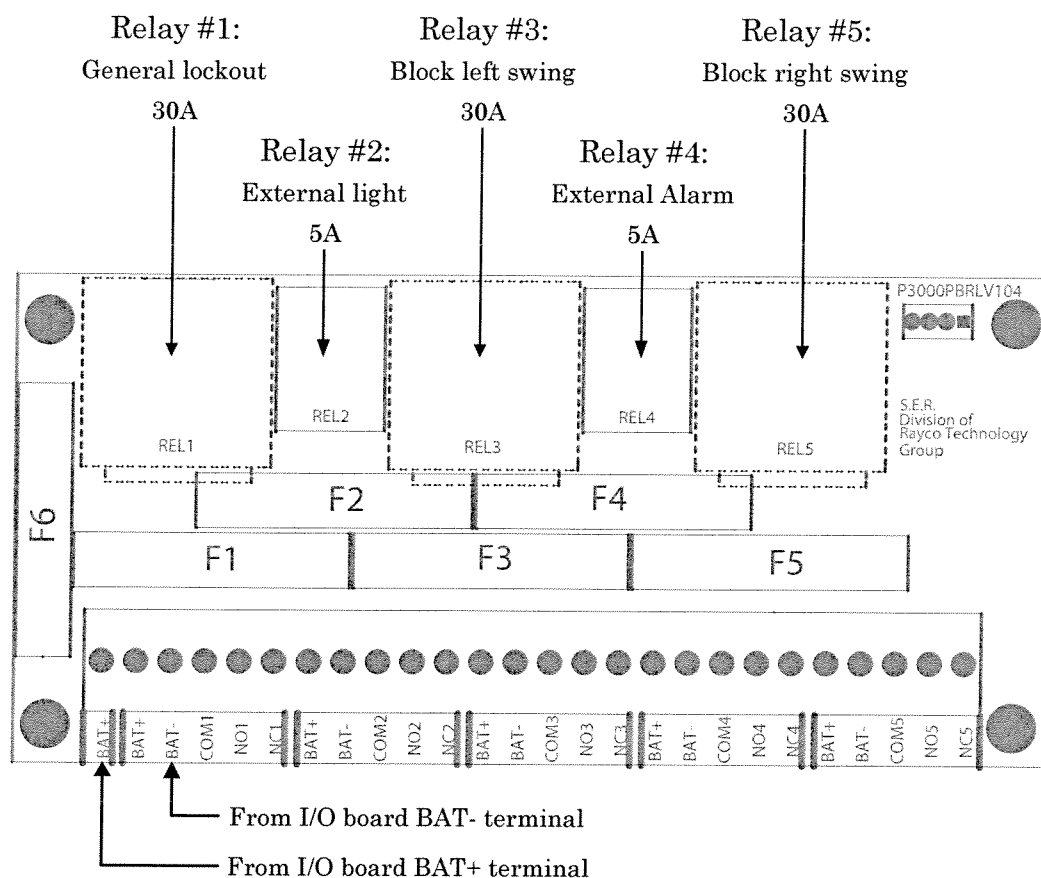 Relay #1:
General lockout
30A
Relay #3:
Block left swing
30A
Relay #5:
Block right swing
30A
Relay #2:
External light
5A
Relay #4:
External Alarm
5A
P3000PBRLV104
REL1
REL2
REL3
REL4
REL5
S.E.R.
Division of
Rayco Technology
Group
F6
F2
F4
F1
F3
F5
BAT+
BAT+
BAT-
COM1
NO1
NC1
BAT+
BAT-
COM2
NO2
NC2
BAT+
BAT-
COM3
NO3
NC3
BAT+
BAT-
COM4
NO4
NC4
BAT+
BAT-
COM5
NO5
NC5
From I/O board BAT- terminal
From I/O board BAT+ terminal